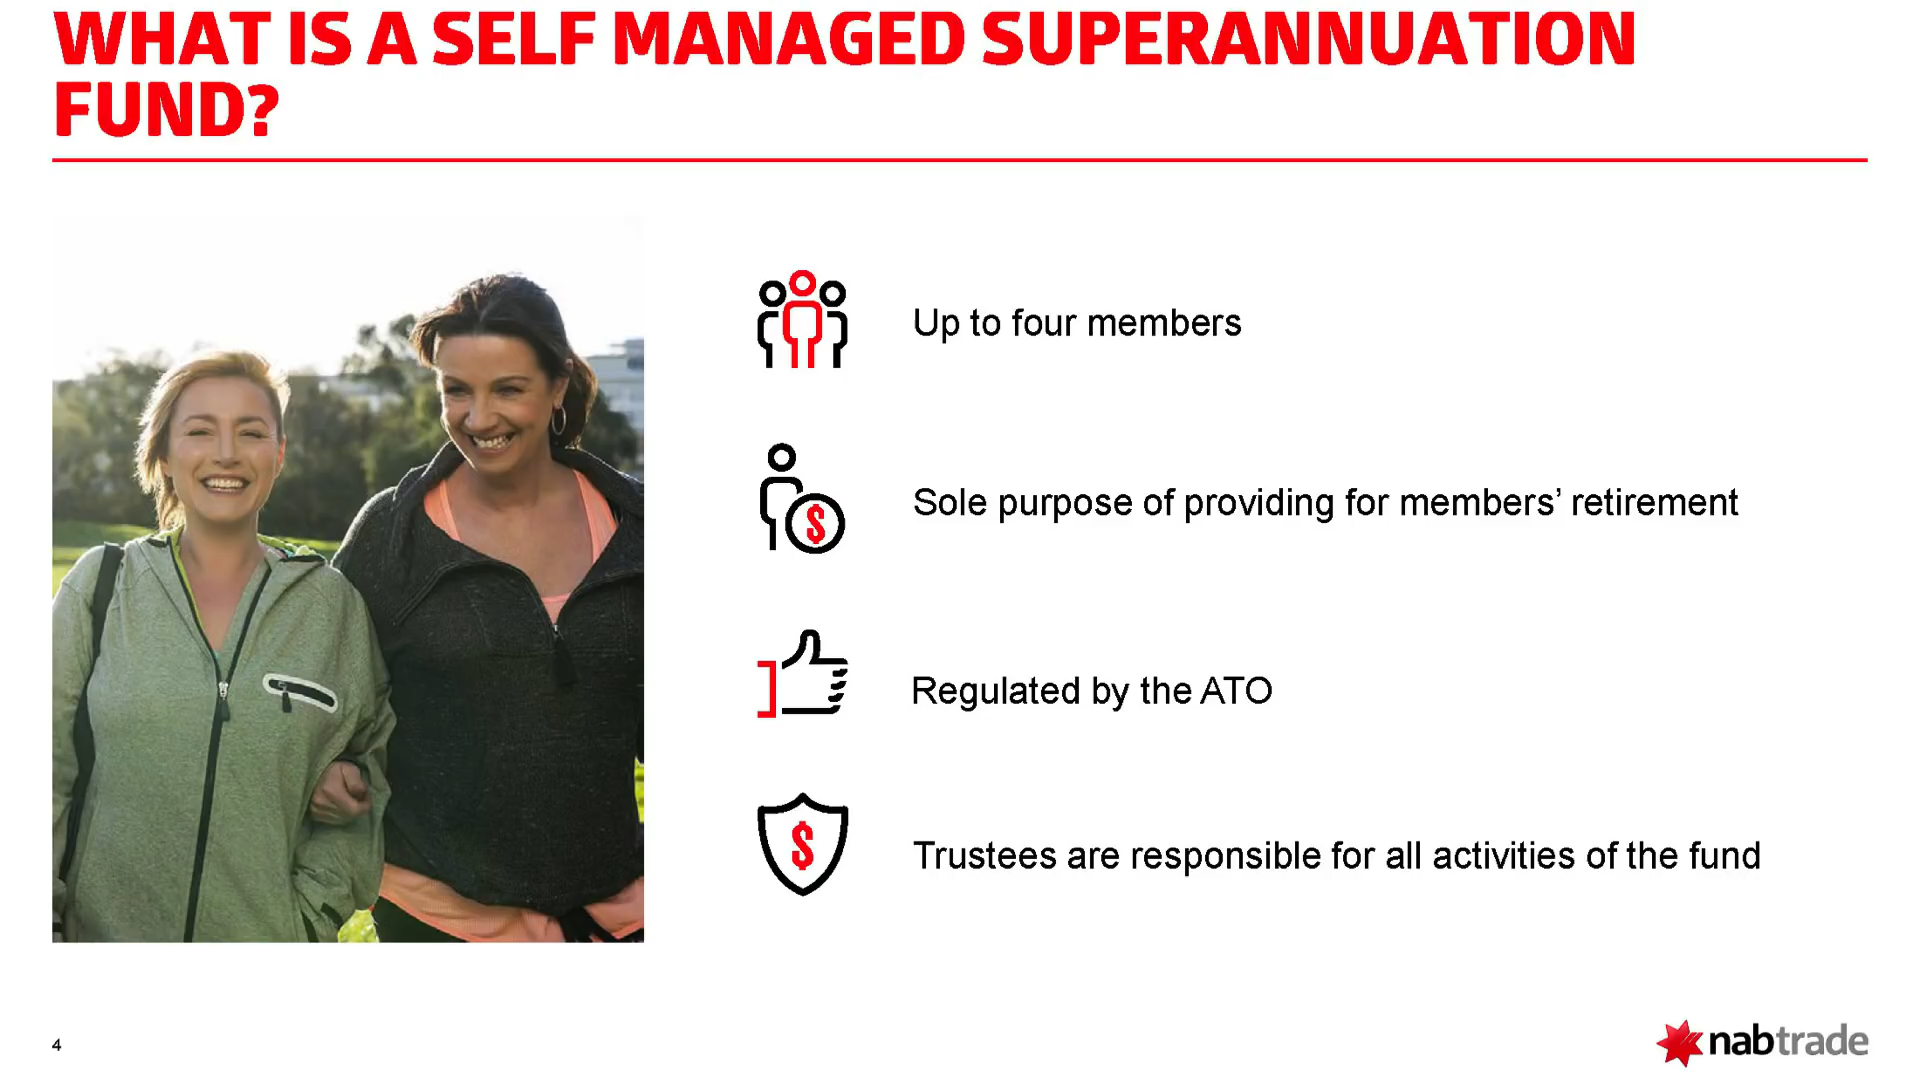 WHAT IS A SELF MANAGED SUPERANNUATION
FUND?
Up to four members
$
Sole purpose of providing for members’ retirement
Regulated by the ATO
$
Trustees are responsible for all activities of the fund
4
nabtrade